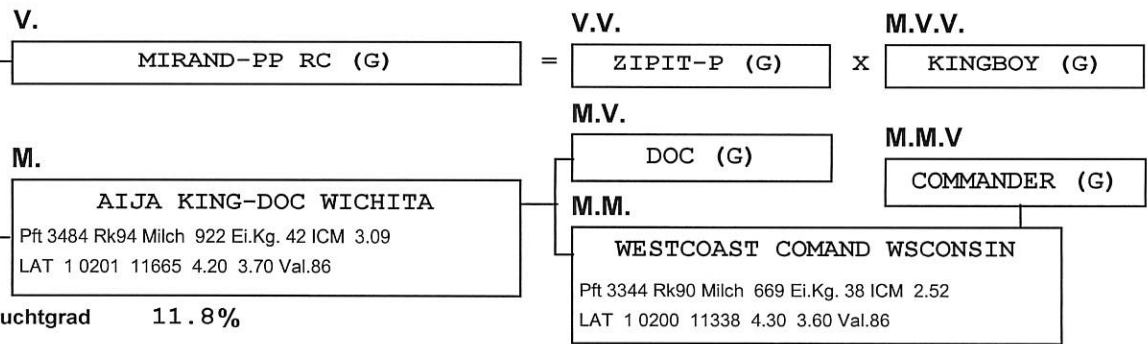 V.
MIRAND-PP RC (G)
=
V.V.
ZIPIT-P (G)
X
M.V.V.
KINGBOY (G)
M.V.
DOC (G)
M.M.V
COMMANDER (G)
M.
AIJA KING-DOC WICHITA
Pft 3484 Rk94 Milch 922 Ei.Kg. 42 ICM 3.09
LAT 1 0201 11665 4.20 3.70 Val.86
M.M.
WESTCOAST COMAND WSCONSIN
Pft 3344 Rk90 Milch 669 Ei.Kg. 38 ICM 2.52
LAT 1 0200 11338 4.30 3.60 Val.86
uchtgrad 11.8%